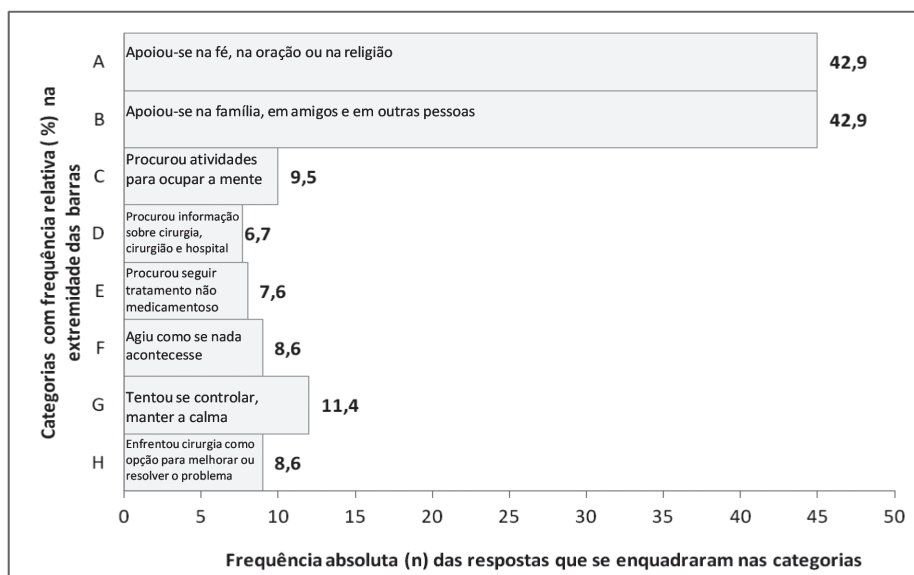 Categorias com frequência relativa (%) na
extremidade das barras
A
Apoiou-se na fé, na oração ou na religião
42,9
B
Apoiou-se na família, em amigos e em outras pessoas
42,9
C
Procurou atividades
para ocupar a mente
9,5
D
Procurou informação
sobre cirurgia,
cirurgião e hospital
6,7
E
Procurou seguir
tratamento não
medicamentoso
7,6
F
Agiu como se nada
acontecesse
8,6
G
Tentou se controlar,
manter a calma
11,4
H
Enfrentou cirurgia como
opção para melhorar ou
resolver o problema
8,6
0 5 10 15 20 25 30 35 40 45 50
Frequência absoluta (n) das respostas que se enquadraram nas categorias